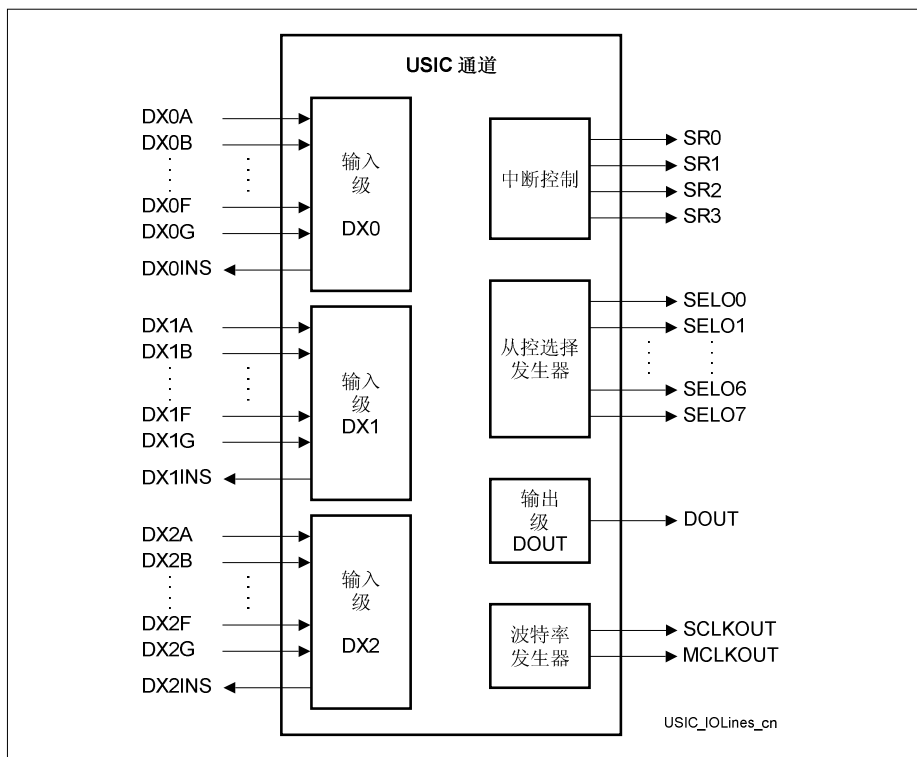 USIC 通道
DX0A
DX0B
DX0F
DX0G
DX0INS
输入
级
DX0
DX1A
DX1B
DX1F
DX1G
DX1INS
输入
级
DX1
DX2A
DX2B
DX2F
DX2G
DX2INS
输入
级
DX2
中断控制
SR0
SR1
SR2
SR3
从控选择
发生器
SELO0
SELO1
SELO6
SELO7
输出
级
DOUT
DOUT
波特率
发生器
SCLKOUT
MCLKOUT
USIC_IOLines_cn